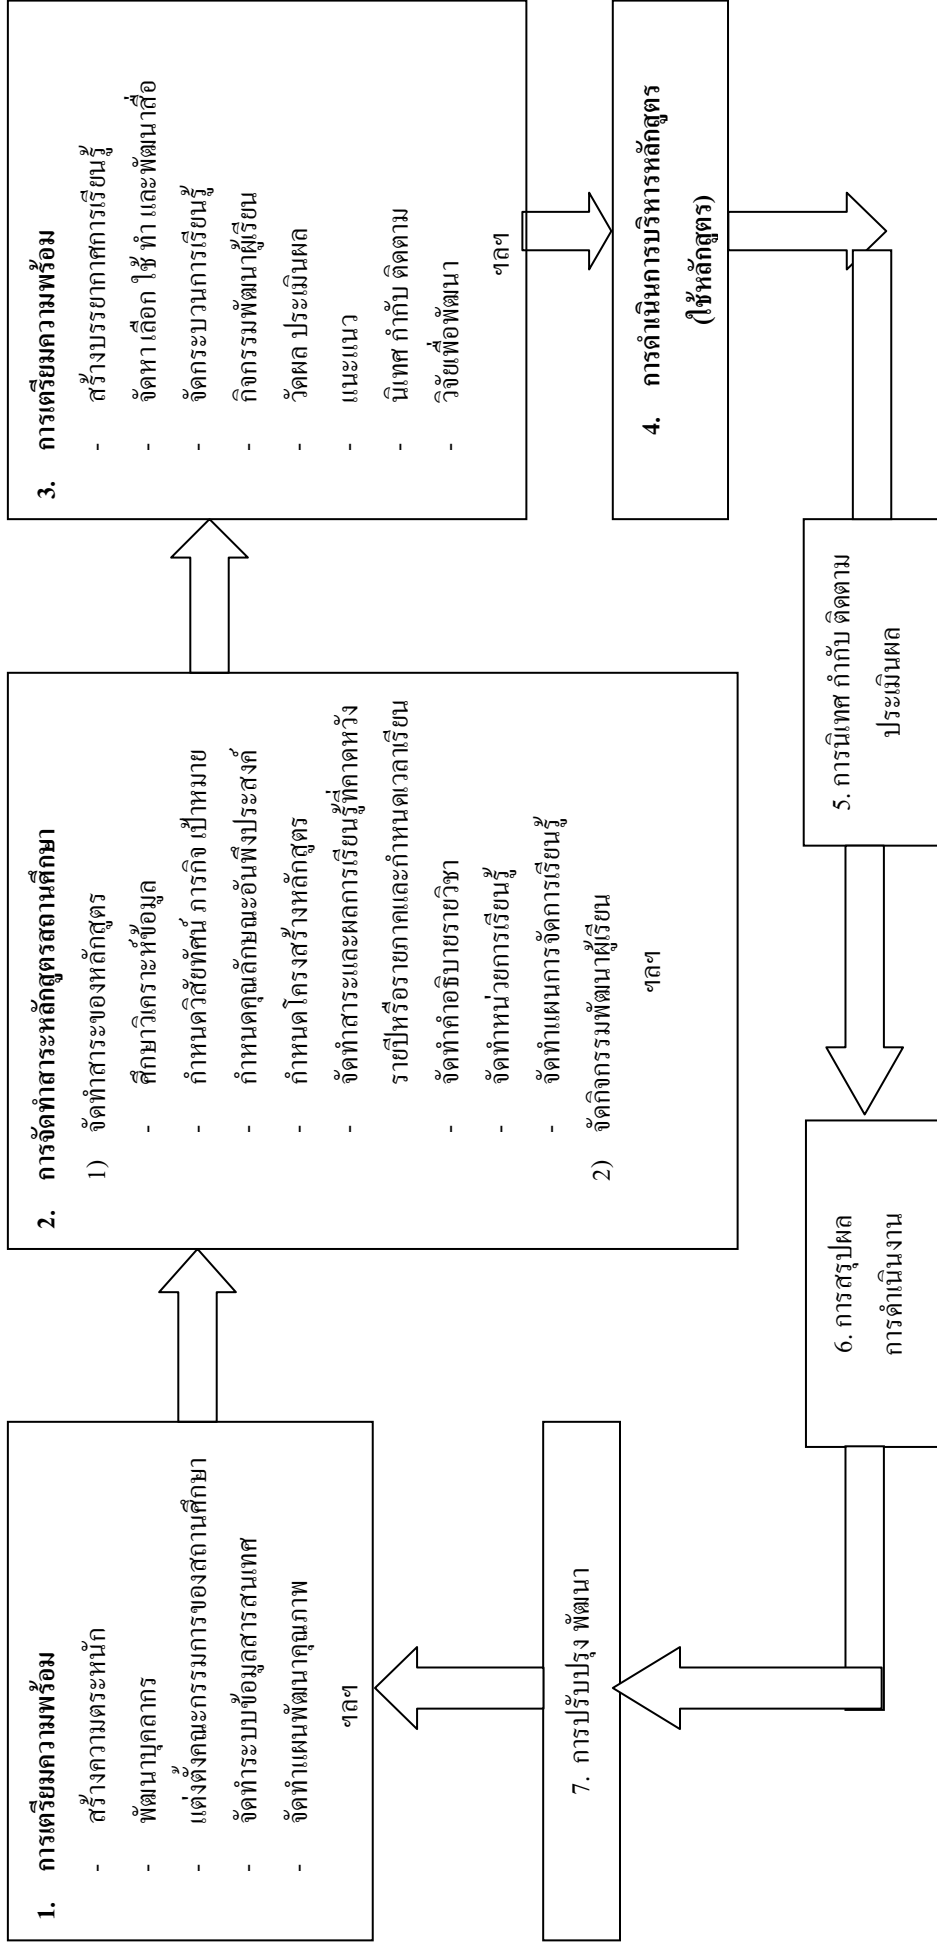 1. การเตรียมความพร้อม
- สร้างความตระหนัก
- พัฒนาบุคลากร
- แต่งตั้งคณะกรรมการของสถานศึกษา
- จัดทำระบบข้อมูลสารสนเทศ
- จัดทำแผนพัฒนาคุณภาพ
ฯลฯ
2. การจัดทำสาระหลักสูตรสถานศึกษา
1) จัดทำสาระของหลักสูตร
- ศึกษาวิเคราะห์ข้อมูล
- กำหนดวิสัยทัศน์ ภารกิจ เป้าหมาย
- กำหนดคุณลักษณะอันพึงประสงค์
- กำหนดโครงสร้างหลักสูตร
- จัดทำสาระและผลการเรียนรู้ที่คาดหวัง
รายปีหรือรายภาคและกำหนดเวลาเรียน
- จัดทำคำอธิบายรายวิชา
- จัดทำหน่วยการเรียนรู้
- จัดทำแผนการจัดการเรียนรู้
2) จัดกิจกรรมพัฒนาผู้เรียน
ฯลฯ
3. การเตรียมความพร้อม
- สร้างบรรยากาศการเรียนรู้
- จัดหา เลือก ใช้ ทำ และพัฒนาสื่อ
- จัดกระบวนการเรียนรู้
- กิจกรรมพัฒนาผู้เรียน
- วัดผล ประเมินผล
- แนะแนว
- นิเทศ กำกับ ติดตาม
- วิจัยเพื่อพัฒนา
ฯลฯ
4. การดำเนินการบริหารหลักสูตร
(ใช้หลักสูตร)
5. การนิเทศ กำกับ ติดตาม
ประเมินผล
6. การสรุปผล
การดำเนินงาน
7. การปรับปรุง พัฒนา